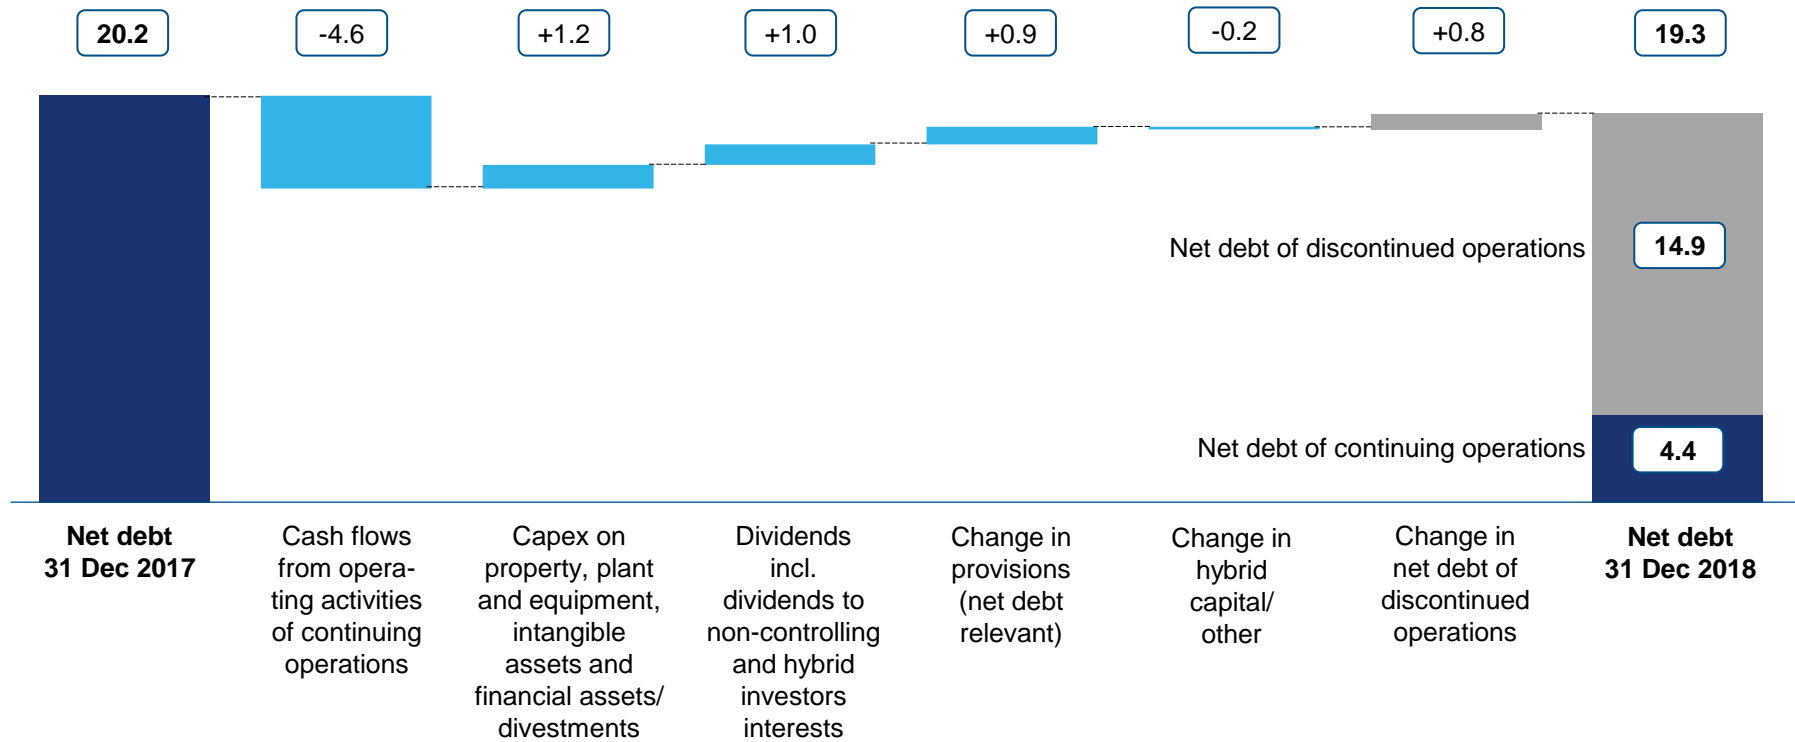 20.2
-4.6
+1.2
+1.0
+0.9
-0.2
+0.8
19.3
Net debt of discontinued operations
14.9
Net debt of continuing operations
4.4
Net debt
31 Dec 2017
Cash flows
from opera-
ting activities
of continuing
operations
Capex on
property, plant
and equipment,
intangible
assets and
financial assets/
divestments
Dividends
incl.
dividends to
non-controlling
and hybrid
investors
interests
Change in
provisions
(net debt
relevant)
Change in
hybrid
capital/
other
Change in
net debt of
discontinued
operations
Net debt
31 Dec 2018